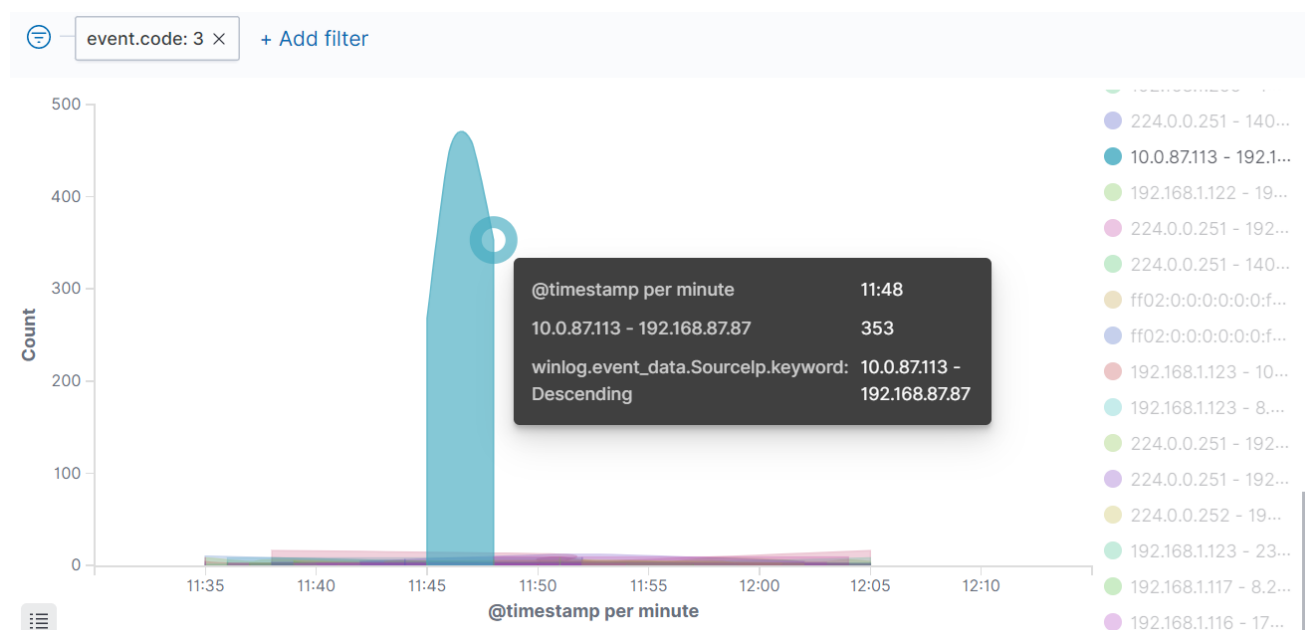 event.code: 3 ×
+ Add filter
500
400
300
200
100
0
Count
11:35
11:40
11:45
11:50
11:55
12:00
12:05
12:10
@timestamp per minute
@timestamp per minute 11:48
10.0.87.113 - 192.168.87.87 353
winlog.event_data.SourceIp.keyword: 10.0.87.113 -
Descending 192.168.87.87
224.0.0.251 - 140...
10.0.87.113 - 192.1...
192.168.1.122 - 19...
224.0.0.251 - 192...
224.0.0.251 - 140...
ff02:0:0:0:0:0:f...
ff02:0:0:0:0:0:f...
192.168.1.123 - 10...
192.168.1.123 - 8....
224.0.0.251 - 192...
224.0.0.251 - 192...
224.0.0.252 - 19...
192.168.1.123 - 23...
192.168.1.117 - 8.2...
192.168.1.116 - 17...